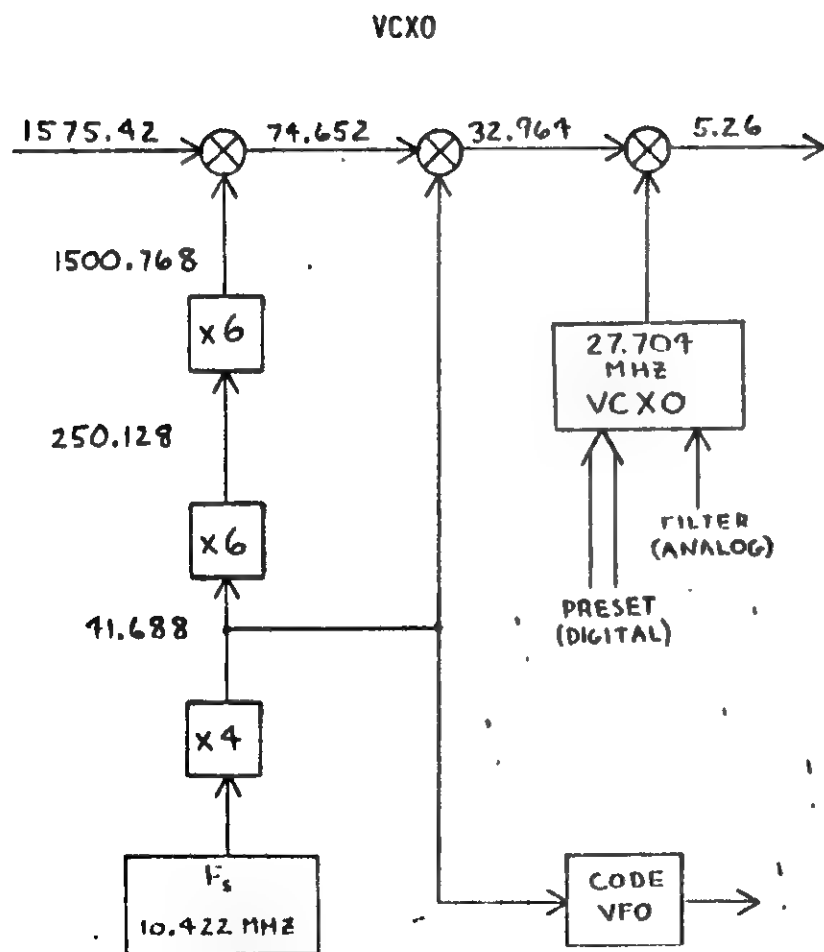 VCXO
1575.42
74.652
32.964
5.26
1500.768
x6
27.704
MHZ
VCXO
250.128
x6
FILTER
(ANALOG)
PRESET
(DIGITAL)
41.688
x4
Fs
10.422 MHZ
CODE
VFO